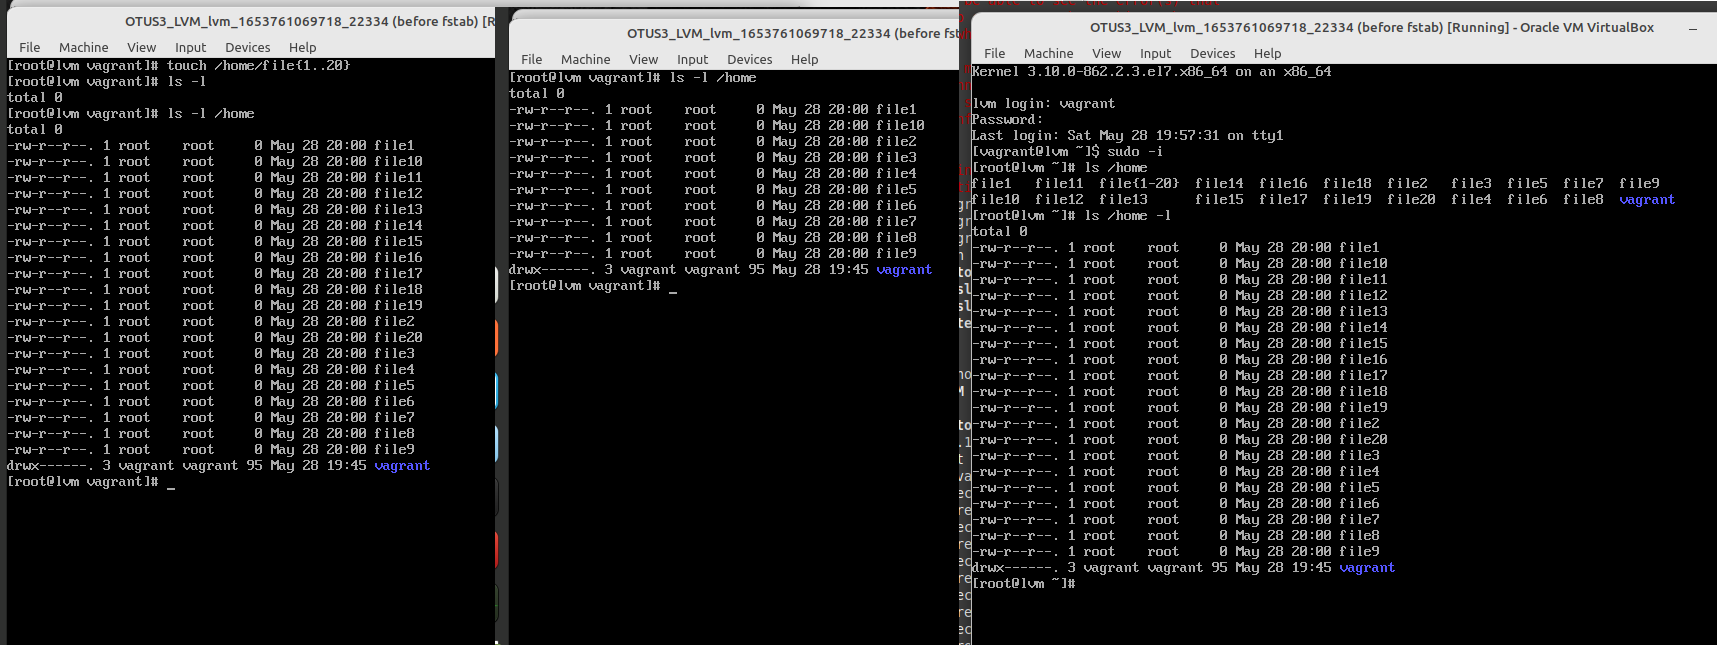 OTUS3_LVM_lvm_1653761069718_22334 (before fstab) [R
File Machine View Input Devices Help
[root@lvm vagrant]# touch /home/file{1..20}
[root@lvm vagrant]# ls -l
total 0
[root@lvm vagrant]# ls -l /home
total 0
-rw-r--r--. 1 root    root     0 May 28 20:00 file1
-rw-r--r--. 1 root    root     0 May 28 20:00 file10
-rw-r--r--. 1 root    root     0 May 28 20:00 file11
-rw-r--r--. 1 root    root     0 May 28 20:00 file12
-rw-r--r--. 1 root    root     0 May 28 20:00 file13
-rw-r--r--. 1 root    root     0 May 28 20:00 file14
-rw-r--r--. 1 root    root     0 May 28 20:00 file15
-rw-r--r--. 1 root    root     0 May 28 20:00 file16
-rw-r--r--. 1 root    root     0 May 28 20:00 file17
-rw-r--r--. 1 root    root     0 May 28 20:00 file18
-rw-r--r--. 1 root    root     0 May 28 20:00 file19
-rw-r--r--. 1 root    root     0 May 28 20:00 file2
-rw-r--r--. 1 root    root     0 May 28 20:00 file20
-rw-r--r--. 1 root    root     0 May 28 20:00 file3
-rw-r--r--. 1 root    root     0 May 28 20:00 file4
-rw-r--r--. 1 root    root     0 May 28 20:00 file5
-rw-r--r--. 1 root    root     0 May 28 20:00 file6
-rw-r--r--. 1 root    root     0 May 28 20:00 file7
-rw-r--r--. 1 root    root     0 May 28 20:00 file8
-rw-r--r--. 1 root    root     0 May 28 20:00 file9
drwx------. 3 vagrant vagrant 95 May 28 19:45 vagrant
[root@lvm vagrant]# _
OTUS3_LVM_lvm_1653761069718_22334 (before fst
File Machine View Input Devices Help
[root@lvm vagrant]# ls -l /home
total 0
-rw-r--r--. 1 root    root     0 May 28 20:00 file1
-rw-r--r--. 1 root    root     0 May 28 20:00 file10
-rw-r--r--. 1 root    root     0 May 28 20:00 file2
-rw-r--r--. 1 root    root     0 May 28 20:00 file3
-rw-r--r--. 1 root    root     0 May 28 20:00 file4
-rw-r--r--. 1 root    root     0 May 28 20:00 file5
-rw-r--r--. 1 root    root     0 May 28 20:00 file6
-rw-r--r--. 1 root    root     0 May 28 20:00 file7
-rw-r--r--. 1 root    root     0 May 28 20:00 file8
-rw-r--r--. 1 root    root     0 May 28 20:00 file9
drwx------. 3 vagrant vagrant 95 May 28 19:45 vagrant
[root@lvm vagrant]# _
OTUS3_LVM_lvm_1653761069718_22334 (before fstab) [Running] - Oracle VM VirtualBox
File Machine View Input Devices Help
Kernel 3.10.0-862.2.3.el7.x86_64 on an x86_64
lvm login: vagrant
Password:
Last login: Sat May 28 19:57:31 on tty1
[vagrant@lvm ~]$ sudo -i
[root@lvm ~]# ls /home
file1   file11  file{1-20}  file14  file16  file18  file2   file3  file5  file7  file9
file10  file12  file13      file15  file17  file19  file20  file4  file6  file8  vagrant
[root@lvm ~]# ls /home -l
total 0
-rw-r--r--. 1 root    root     0 May 28 20:00 file1
-rw-r--r--. 1 root    root     0 May 28 20:00 file10
-rw-r--r--. 1 root    root     0 May 28 20:00 file11
-rw-r--r--. 1 root    root     0 May 28 20:00 file12
-rw-r--r--. 1 root    root     0 May 28 20:00 file13
-rw-r--r--. 1 root    root     0 May 28 20:00 file14
-rw-r--r--. 1 root    root     0 May 28 20:00 file15
-rw-r--r--. 1 root    root     0 May 28 20:00 file16
-rw-r--r--. 1 root    root     0 May 28 20:00 file17
-rw-r--r--. 1 root    root     0 May 28 20:00 file18
-rw-r--r--. 1 root    root     0 May 28 20:00 file19
-rw-r--r--. 1 root    root     0 May 28 20:00 file2
-rw-r--r--. 1 root    root     0 May 28 20:00 file20
-rw-r--r--. 1 root    root     0 May 28 20:00 file3
-rw-r--r--. 1 root    root     0 May 28 20:00 file4
-rw-r--r--. 1 root    root     0 May 28 20:00 file5
-rw-r--r--. 1 root    root     0 May 28 20:00 file6
-rw-r--r--. 1 root    root     0 May 28 20:00 file7
-rw-r--r--. 1 root    root     0 May 28 20:00 file8
-rw-r--r--. 1 root    root     0 May 28 20:00 file9
drwx------. 3 vagrant vagrant 95 May 28 19:45 vagrant
[root@lvm ~]#